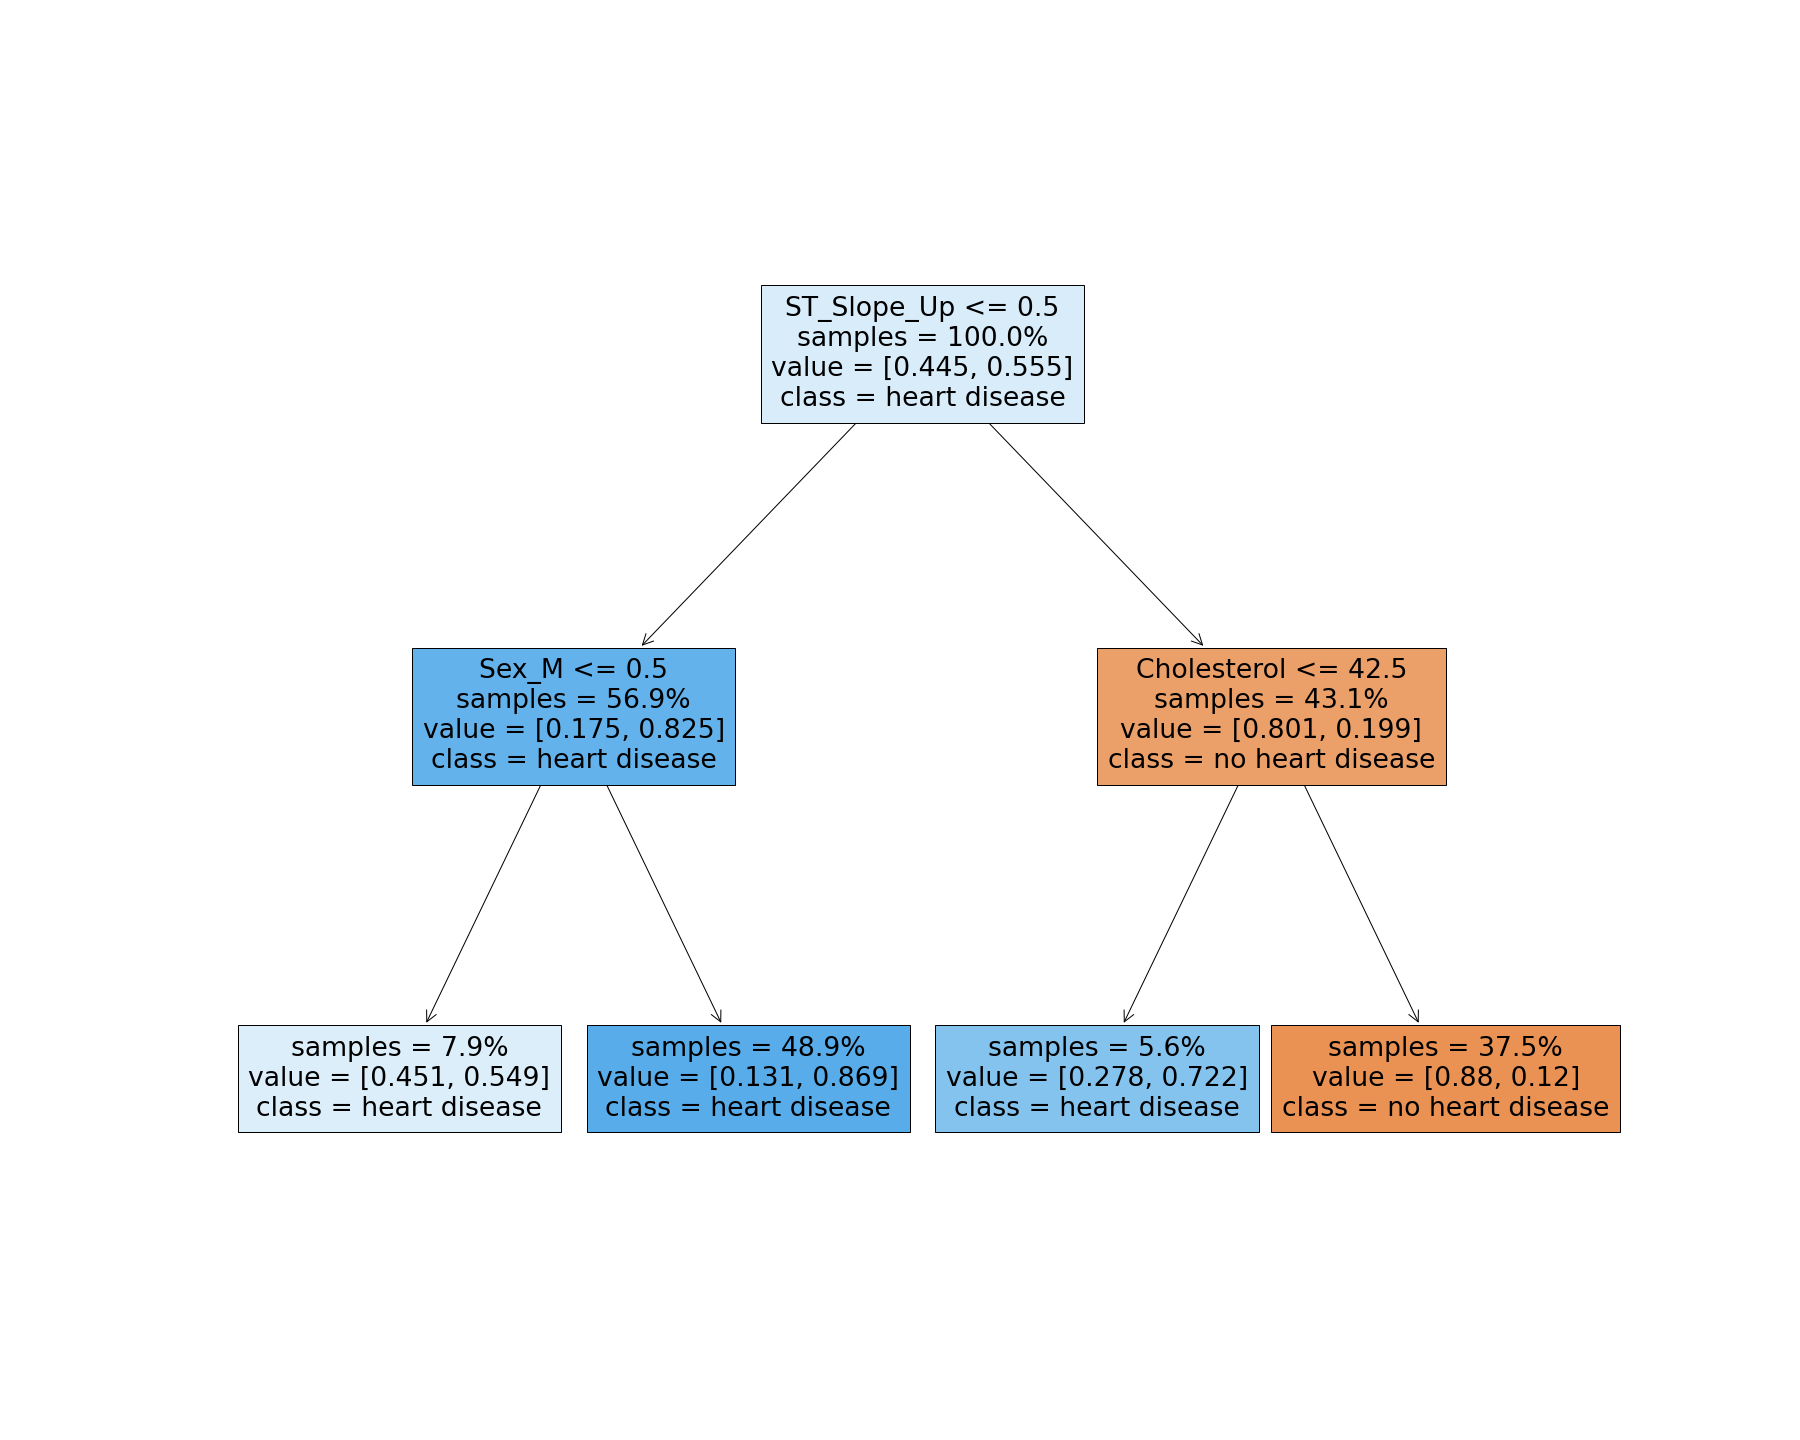 ST_Slope_Up <= 0.5
samples = 100.0%
value = [0.445, 0.555]
class = heart disease
Sex_M <= 0.5
samples = 56.9%
value = [0.175, 0.825]
class = heart disease
Cholesterol <= 42.5
samples = 43.1%
value = [0.801, 0.199]
class = no heart disease
samples = 7.9%
value = [0.451, 0.549]
class = heart disease
samples = 48.9%
value = [0.131, 0.869]
class = heart disease
samples = 5.6%
value = [0.278, 0.722]
class = heart disease
samples = 37.5%
value = [0.88, 0.12]
class = no heart disease